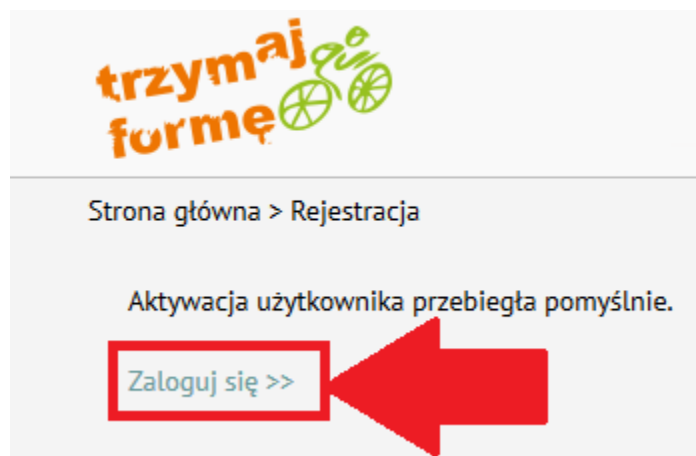 trzymaj
formę
Strona główna > Rejestracja
Aktywacja użytkownika przebiegła pomyślnie.
Zaloguj się >>